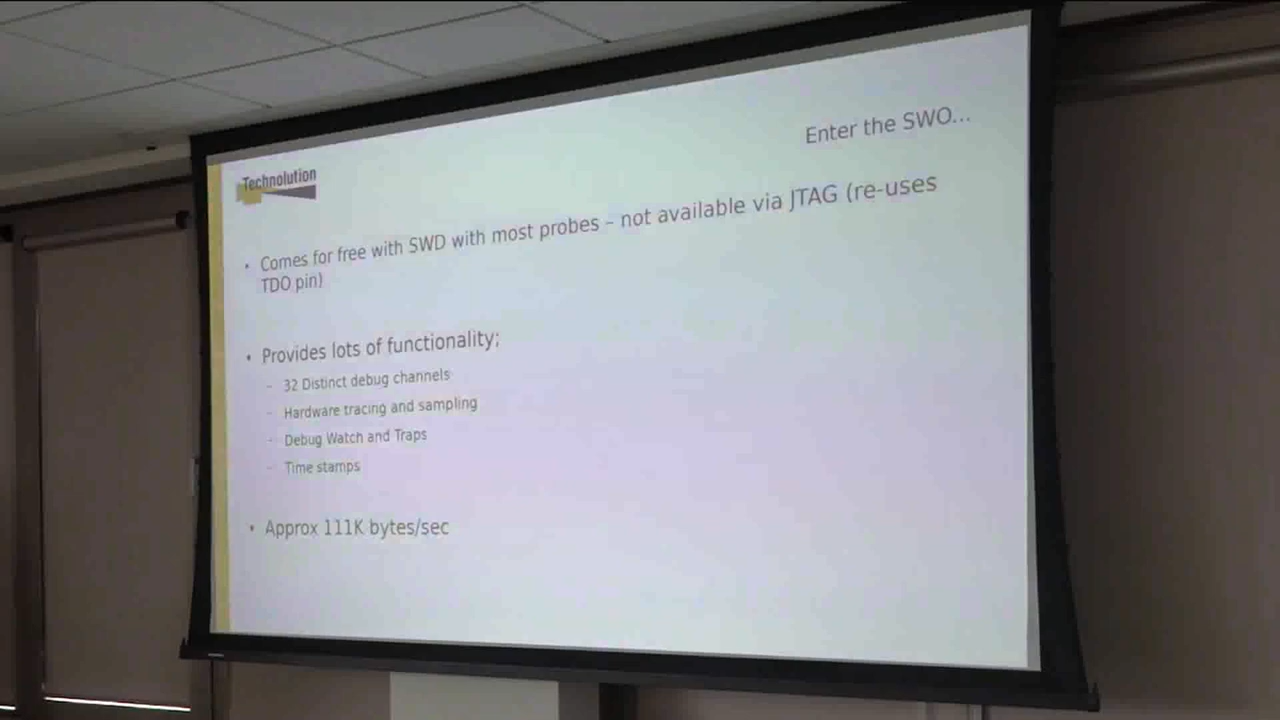 Enter the SWO...
Technolution
• Comes for free with SWD with most probes – not available via JTAG (re-uses
TDO pin)
• Provides lots of functionality;
– 32 Distinct debug channels
– Hardware tracing and sampling
– Debug Watch and Traps
– Time stamps
• Approx 111K bytes/sec